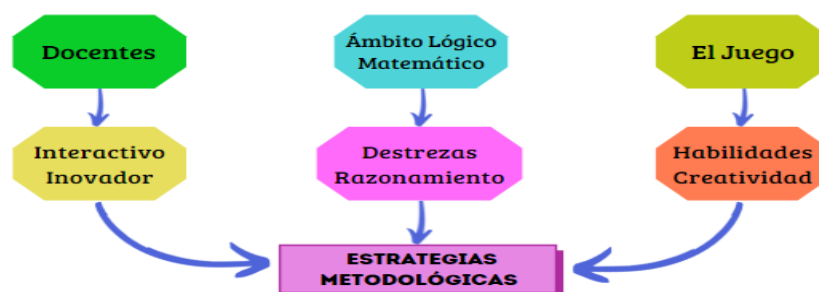 Docentes
Ámbito Lógico
Matemático
El Juego
Interactivo
Inovador
Destrezas
Razonamiento
Habilidades
Creatividad
ESTRATEGIAS
METODOLÓGICAS